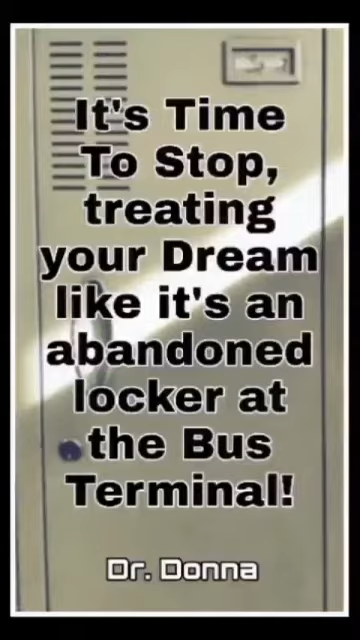 It's Time
To Stop,
treating
your Dream
like it's an
abandoned
locker at
the Bus
Terminal!
Dr. Donna